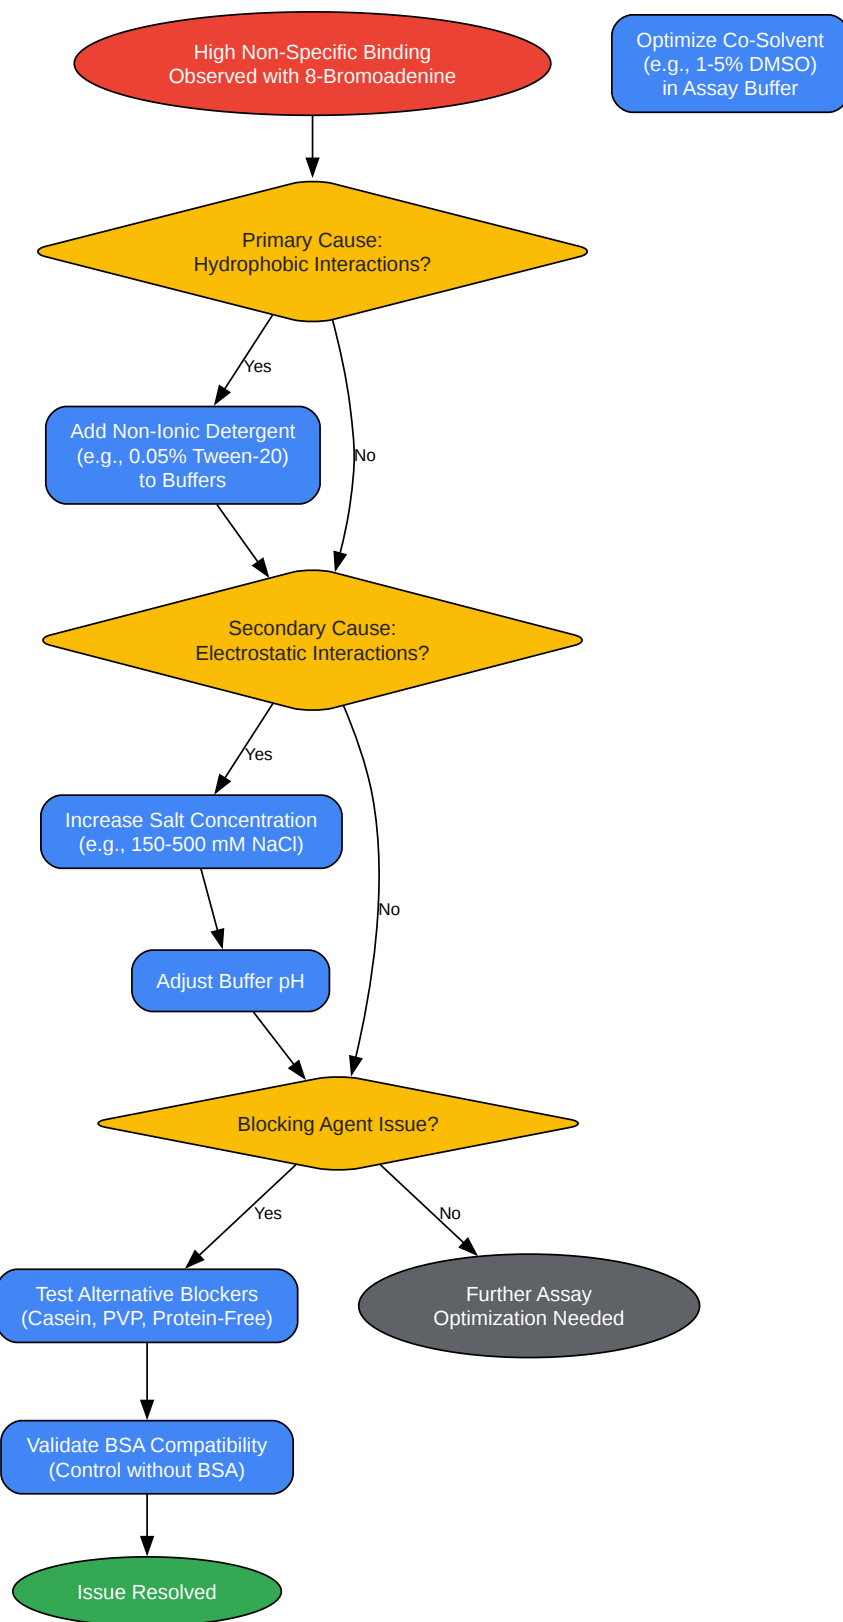 High Non-Specific Binding
Observed with 8-Bromoadenine
Optimize Co-Solvent
(e.g., 1-5% DMSO)
in Assay Buffer
Primary Cause:
Hydrophobic Interactions?
Yes
Add Non-Ionic Detergent
(e.g., 0.05% Tween-20)
to Buffers
No
Secondary Cause:
Electrostatic Interactions?
Yes
Increase Salt Concentration
(e.g., 150-500 mM NaCl)
No
Adjust Buffer pH
Blocking Agent Issue?
Yes
No
Test Alternative Blockers
(Casein, PVP, Protein-Free)
Further Assay
Optimization Needed
Validate BSA Compatibility
(Control without BSA)
Issue Resolved